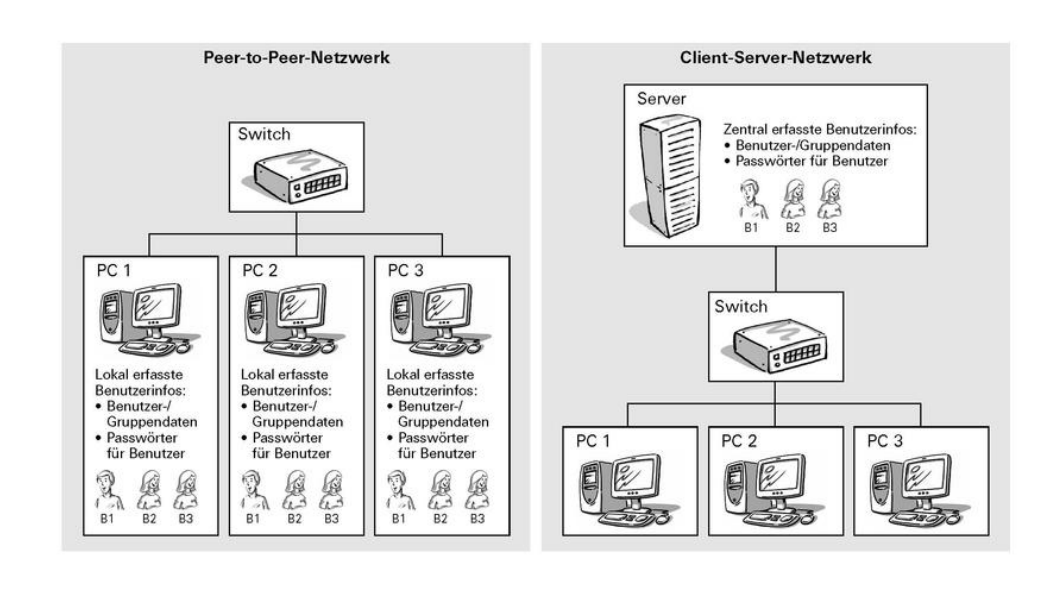 Peer-to-Peer-Netzwerk
Switch
PC 1
Lokal erfasste
Benutzerinfos:
• Benutzer-/
Gruppendaten
• Passwörter
für Benutzer
B1 B2 B3
PC 2
Lokal erfasste
Benutzerinfos:
• Benutzer-/
Gruppendaten
• Passwörter
für Benutzer
B1 B2 B3
PC 3
Lokal erfasste
Benutzerinfos:
• Benutzer-/
Gruppendaten
• Passwörter
für Benutzer
B1 B2 B3
Client-Server-Netzwerk
Server
Zentral erfasste Benutzerinfos:
• Benutzer-/Gruppendaten
• Passwörter für Benutzer
B1 B2 B3
Switch
PC 1
PC 2
PC 3